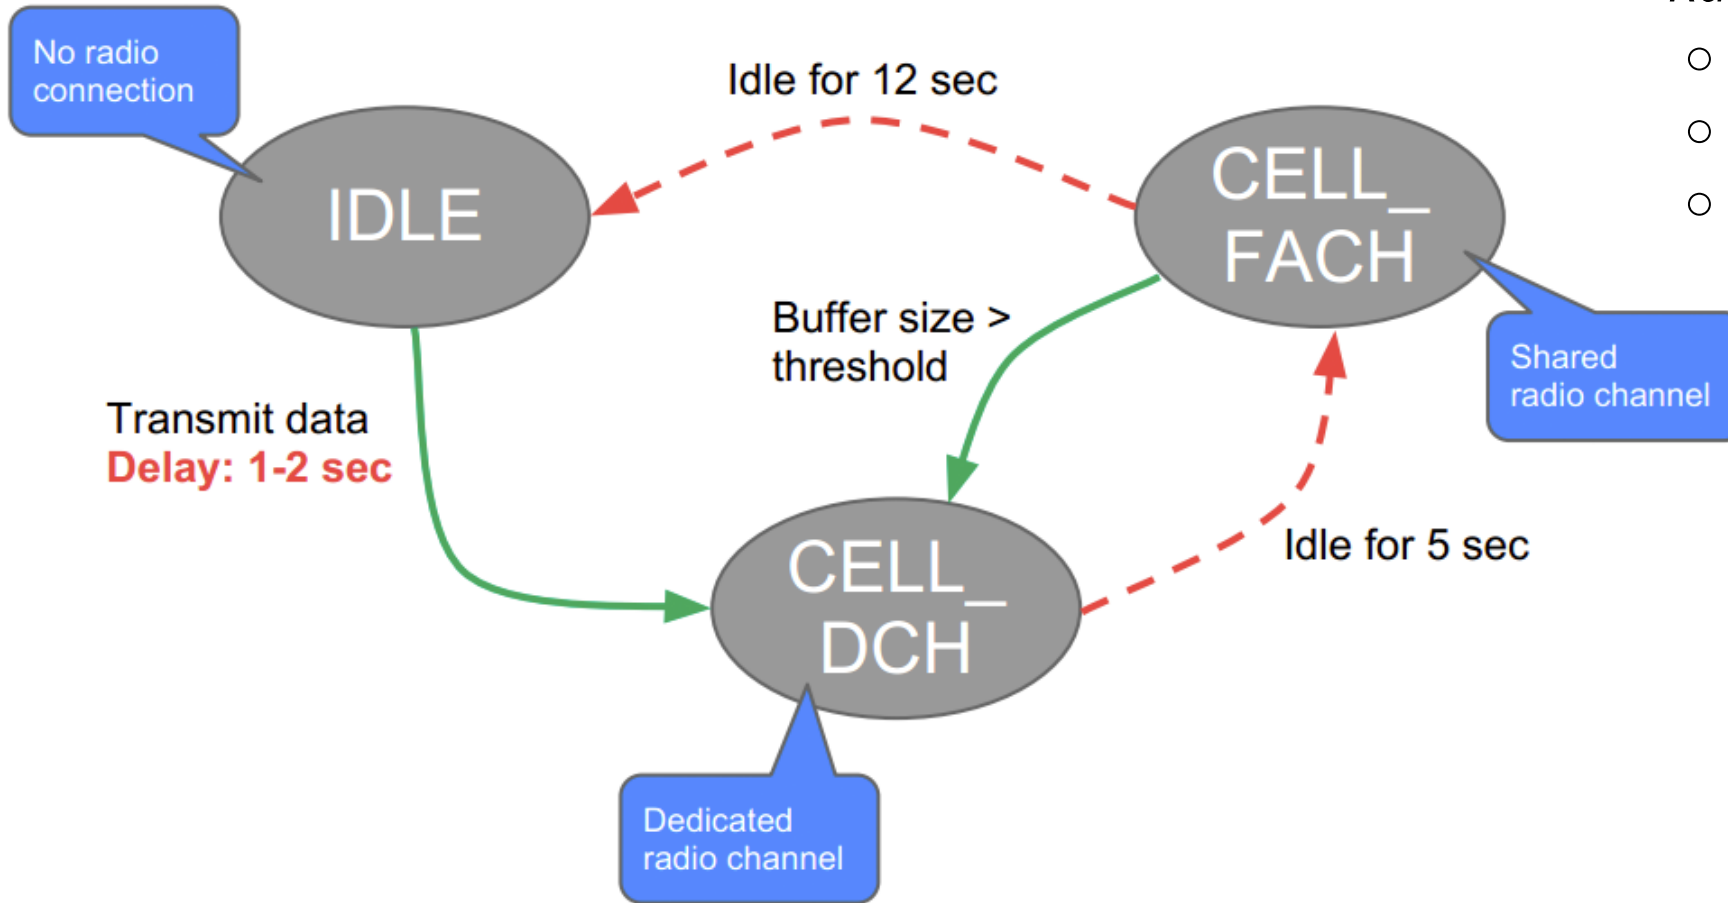 No radio
connection
Idle for 12 sec
IDLE
CELL_
FACH
Buffer size >
threshold
Shared
radio channel
Transmit data
Delay: 1-2 sec
Idle for 5 sec
CELL_
DCH
Dedicated
radio channel